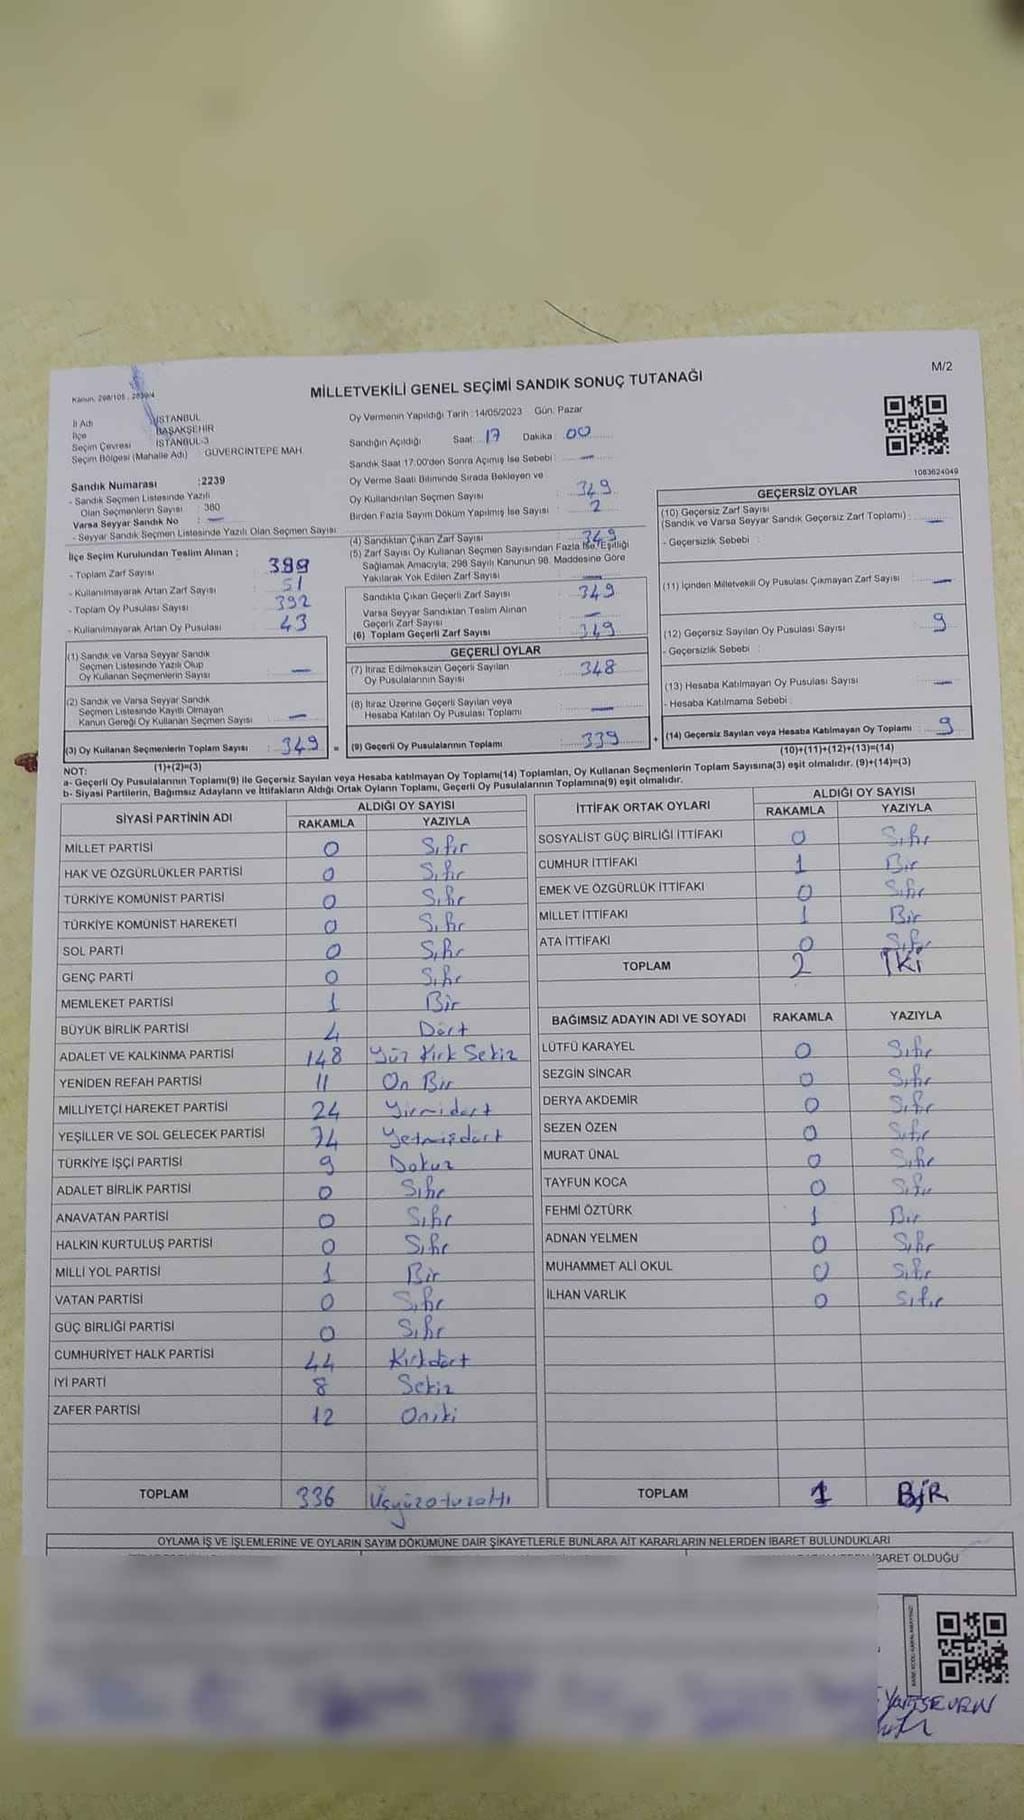 MİLLETVEKİLİ GENEL SEÇİMİ SANDIK SONUÇ TUTANAĞI
M/2
Kanun, 298/105
İl Adı İSTANBUL
İlçe BAŞAKŞEHİR
Seçim Çevresi İSTANBUL-3
Seçim Bölgesi (Mahalle Adı) GÜVERCİNTEPE MAH.
Sandık Numarası :2239
- Sandık Seçmen Listesinde Yazılı
Olan Seçmenlerin Sayısı : 380
Varsa Seyyar Sandık No : —
- Seyyar Sandık Seçmen Listesinde Yazılı Olan Seçmen Sayısı
Oy Vermenin Yapıldığı Tarih :14/05/2023 Gün: Pazar
Sandığın Açıldığı Saat: 17 Dakika: 00
Sandık Saat 17:00'den Sonra Açımış İse Sebebi: —
Oy Verme Saati Bitiminde Sırada Bekleyen ve
Oy Kullandırılan Seçmen Sayısı : 349
Birden Fazla Sayım Döküm Yapılmış İse Sayısı : 2
1083624049
İlçe Seçim Kurulundan Teslim Alınan ;
- Toplam Zarf Sayısı 399
- Kullanılmayarak Artan Zarf Sayısı 51
- Toplam Oy Pusulası Sayısı 392
- Kullanılmayarak Artan Oy Pusulası 43
(1) Sandık ve Varsa Seyyar Sandık
Seçmen Listesinde Yazılı Olup
Oy Kullanan Seçmenlerin Sayısı : —
(2) Sandık ve Varsa Seyyar Sandık
Seçmen Listesinde Kayıtlı Olmayan
Kanun Gereği Oy Kullanan Seçmen Sayısı : —
(3) Oy Kullanan Seçmenlerin Toplam Sayısı : 349 =
(1)+(2)=(3)
(4) Sandıktan Çıkan Zarf Sayısı : 349
(5) Zarf Sayısı Oy Kullanan Seçmen Sayısından Fazla İse, Eşitliği
Sağlamak Amacıyla, 298 Sayılı Kanunun 98. Maddesine Göre
Yakılarak Yok Edilen Zarf Sayısı : —
Sandıkta Çıkan Geçerli Zarf Sayısı : 349
Varsa Seyyar Sandıktan Teslim Alınan
Geçerli Zarf Sayısı : —
(6) Toplam Geçerli Zarf Sayısı : 349
GEÇERLİ OYLAR
(7) İtiraz Edilmeksizin Geçerli Sayılan
Oy Pusulalarının Sayısı : 348
(8) İtiraz Üzerine Geçerli Sayılan veya
Hesaba Katılan Oy Pusulası Toplamı : —
(9) Geçerli Oy Pusulalarının Toplamı : 339 +
GEÇERSİZ OYLAR
(10) Geçersiz Zarf Sayısı
(Sandık ve Varsa Seyyar Sandık Geçersiz Zarf Toplamı) : —
- Geçersizlik Sebebi :
(11) İçinden Milletvekili Oy Pusulası Çıkmayan Zarf Sayısı : —
(12) Geçersiz Sayılan Oy Pusulası Sayısı : 9
- Geçersizlik Sebebi :
(13) Hesaba Katılmayan Oy Pusulası Sayısı : —
- Hesaba Katılmama Sebebi :
(14) Geçersiz Sayılan veya Hesaba Katılmayan Oy Toplamı : 9
(10)+(11)+(12)+(13)=(14)
NOT:
a- Geçerli Oy Pusulalarının Toplamı(9) ile Geçersiz Sayılan veya Hesaba katılmayan Oy Toplamı(14) Toplamları, Oy Kullanan Seçmenlerin Toplam Sayısına(3) eşit olmalıdır. (9)+(14)=(3)
b- Siyasi Partilerin, Bağımsız Adayların ve İttifakların Aldığı Ortak Oyların Toplamı, Geçerli Oy Pusulalarının Toplamına(9) eşit olmalıdır.
SİYASİ PARTİNİN ADI ALDIĞI OY SAYISI
RAKAMLA YAZIYLA
MİLLET PARTİSİ 0 Sıfır
HAK VE ÖZGÜRLÜKLER PARTİSİ 0 Sıfır
TÜRKİYE KOMÜNİST PARTİSİ 0 Sıfır
TÜRKİYE KOMÜNİST HAREKETİ 0 Sıfır
SOL PARTİ 0 Sıfır
GENÇ PARTİ 0 Sıfır
MEMLEKET PARTİSİ 1 Bir
BÜYÜK BİRLİK PARTİSİ 4 Dört
ADALET VE KALKINMA PARTİSİ 148 Yüz Kırk Sekiz
YENİDEN REFAH PARTİSİ 11 On Bir
MİLLİYETÇİ HAREKET PARTİSİ 24 Yirmidört
YEŞİLLER VE SOL GELECEK PARTİSİ 74 Yetmişdört
TÜRKİYE İŞÇİ PARTİSİ 9 Dokuz
ADALET BİRLİK PARTİSİ 0 Sıfır
ANAVATAN PARTİSİ 0 Sıfır
HALKIN KURTULUŞ PARTİSİ 0 Sıfır
MİLLİ YOL PARTİSİ 1 Bir
VATAN PARTİSİ 0 Sıfır
GÜÇ BİRLİĞİ PARTİSİ 0 Sıfır
CUMHURİYET HALK PARTİSİ 44 Kırkdört
İYİ PARTİ 8 Sekiz
ZAFER PARTİSİ 12 Oniki
TOPLAM 336 Üçyüzotuzaltı
İTTİFAK ORTAK OYLARI ALDIĞI OY SAYISI
RAKAMLA YAZIYLA
SOSYALİST GÜÇ BİRLİĞİ İTTİFAKI 0 Sıfır
CUMHUR İTTİFAKI 1 Bir
EMEK VE ÖZGÜRLÜK İTTİFAKI 0 Sıfır
MİLLET İTTİFAKI 1 Bir
ATA İTTİFAKI 0 Sıfır
TOPLAM 2 İKİ
BAĞIMSIZ ADAYIN ADI VE SOYADI RAKAMLA YAZIYLA
LÜTFÜ KARAYEL 0 Sıfır
SEZGİN SİNCAR 0 Sıfır
DERYA AKDEMİR 0 Sıfır
SEZEN ÖZEN 0 Sıfır
MURAT ÜNAL 0 Sıfır
TAYFUN KOCA 0 Sıfır
FEHMİ ÖZTÜRK 1 Bir
ADNAN YELMEN 0 Sıfır
MUHAMMET ALİ OKUL 0 Sıfır
İLHAN VARLIK 0 Sıfır
TOPLAM 1 BİR
OYLAMA İŞ VE İŞLEMLERİNE VE OYLARIN SAYIM DÖKÜMÜNE DAİR ŞİKAYETLERLE BUNLARA AİT KARARLARIN NELERDEN İBARET BULUNDUKLARI
İBARET OLDUĞU